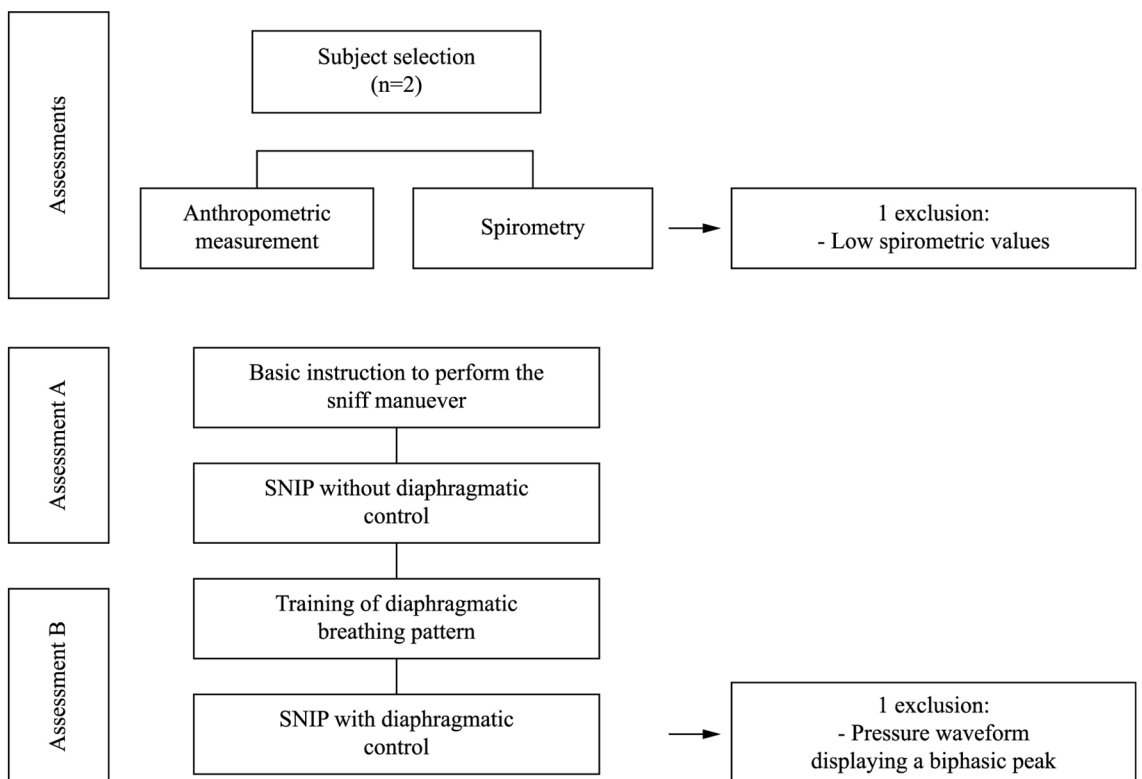 Assessments
Subject selection
(n=2)
Anthropometric
measurement
Spirometry
1 exclusion:
- Low spirometric values
Assessment A
Basic instruction to perform the
sniff manuever
SNIP without diaphragmatic
control
Assessment B
Training of diaphragmatic
breathing pattern
SNIP with diaphragmatic
control
1 exclusion:
- Pressure waveform
displaying a biphasic peak